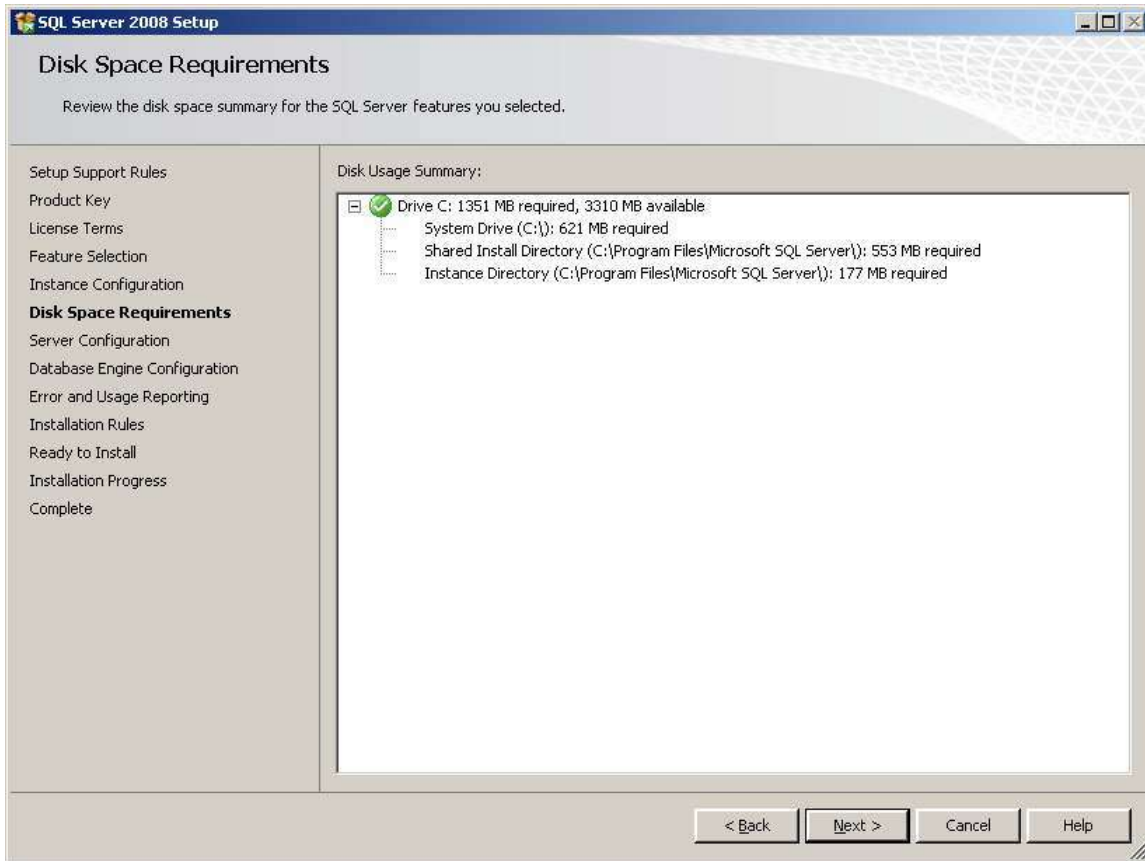 SQL Server 2008 Setup
Disk Space Requirements
Review the disk space summary for the SQL Server features you selected.
Setup Support Rules
Product Key
License Terms
Feature Selection
Instance Configuration
Disk Space Requirements
Server Configuration
Database Engine Configuration
Error and Usage Reporting
Installation Rules
Ready to Install
Installation Progress
Complete
Disk Usage Summary:
Drive C: 1351 MB required, 3310 MB available
System Drive (C:\): 621 MB required
Shared Install Directory (C:\Program Files\Microsoft SQL Server\): 553 MB required
Instance Directory (C:\Program Files\Microsoft SQL Server\): 177 MB required
< Back Next > Cancel Help